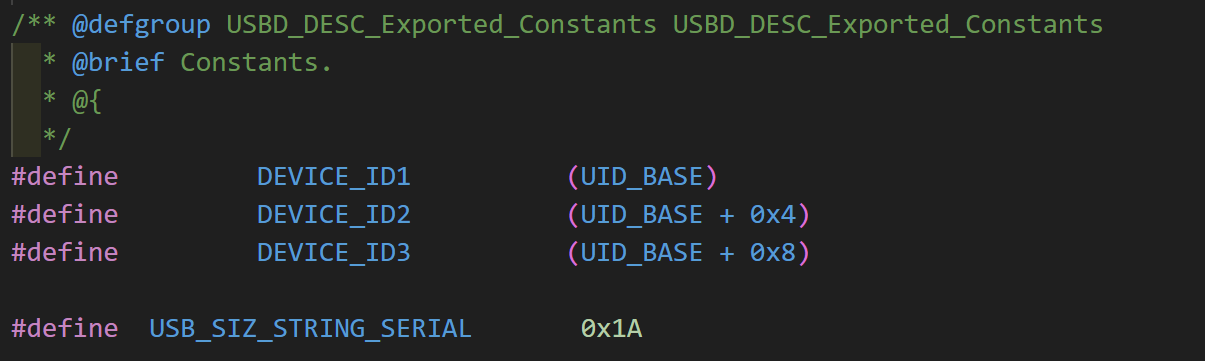 /** @defgroup USBD_DESC_Exported_Constants USBD_DESC_Exported_Constants
  * @brief Constants.
  * @{
  */
#define         DEVICE_ID1          (UID_BASE)
#define         DEVICE_ID2          (UID_BASE + 0x4)
#define         DEVICE_ID3          (UID_BASE + 0x8)

#define  USB_SIZ_STRING_SERIAL       0x1A